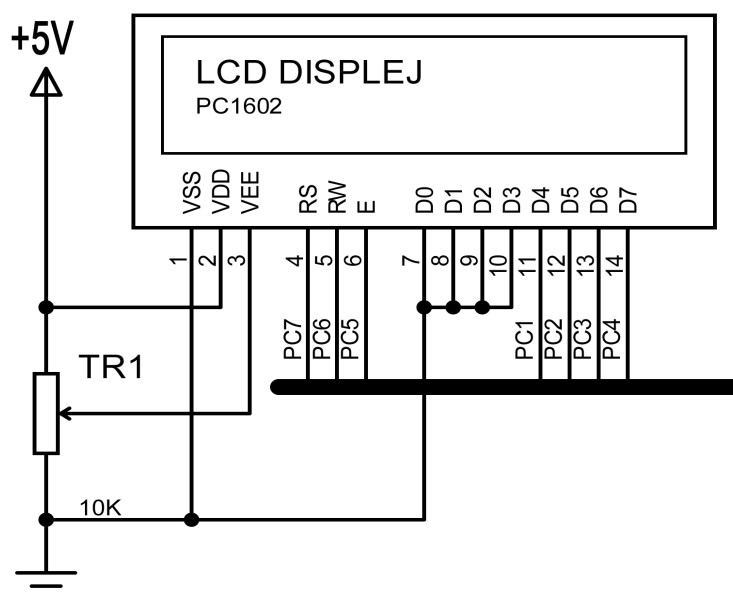 +5V
LCD DISPLEJ
PC1602
VSS VDD VEE RS RW E D0 D1 D2 D3 D4 D5 D6 D7
1 2 3 4 5 6 7 8 9 10 11 12 13 14
PC7 PC6 PC5 PC1 PC2 PC3 PC4
TR1
10K